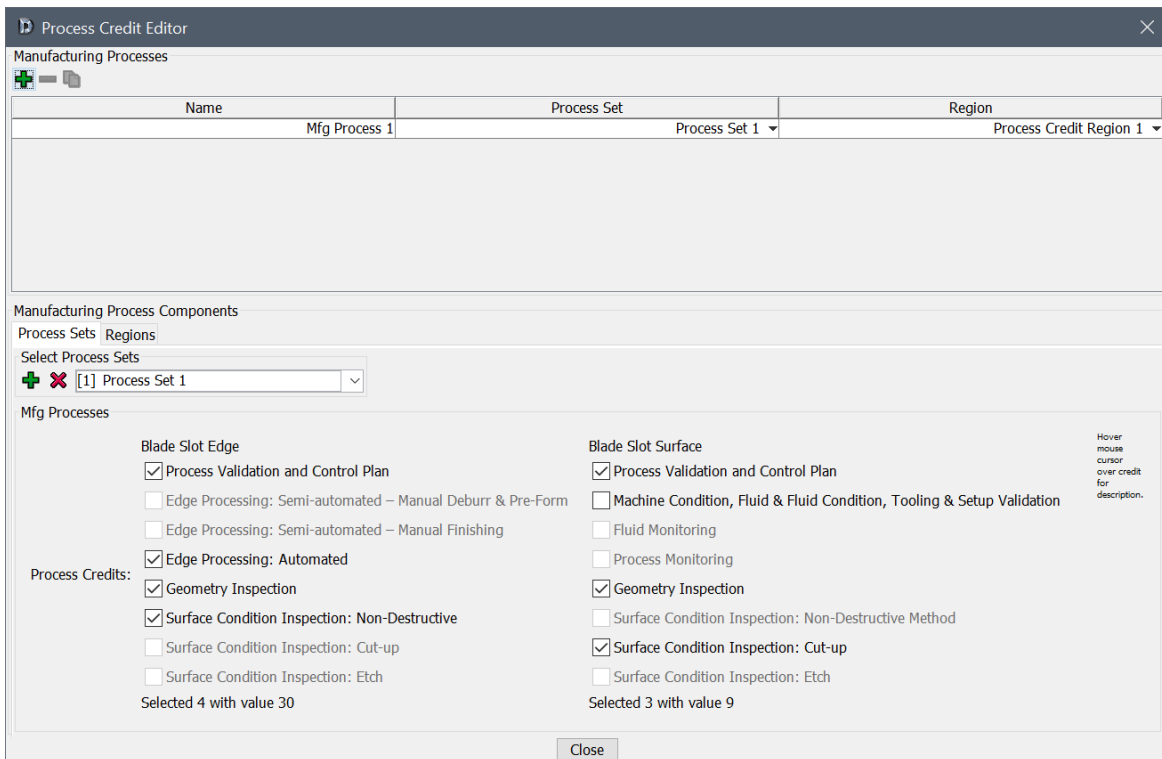 Process Credit Editor
Manufacturing Processes
Name Process Set Region
Mfg Process 1 Process Set 1 Process Credit Region 1
Manufacturing Process Components
Process Sets Regions
Select Process Sets
[1] Process Set 1
Mfg Processes
Process Credits:
Blade Slot Edge
Process Validation and Control Plan
Edge Processing: Semi-automated – Manual Deburr & Pre-Form
Edge Processing: Semi-automated – Manual Finishing
Edge Processing: Automated
Geometry Inspection
Surface Condition Inspection: Non-Destructive
Surface Condition Inspection: Cut-up
Surface Condition Inspection: Etch
Selected 4 with value 30
Blade Slot Surface
Process Validation and Control Plan
Machine Condition, Fluid & Fluid Condition, Tooling & Setup Validation
Fluid Monitoring
Process Monitoring
Geometry Inspection
Surface Condition Inspection: Non-Destructive Method
Surface Condition Inspection: Cut-up
Surface Condition Inspection: Etch
Selected 3 with value 9
Hover
mouse
cursor
over credit
for
description.
Close